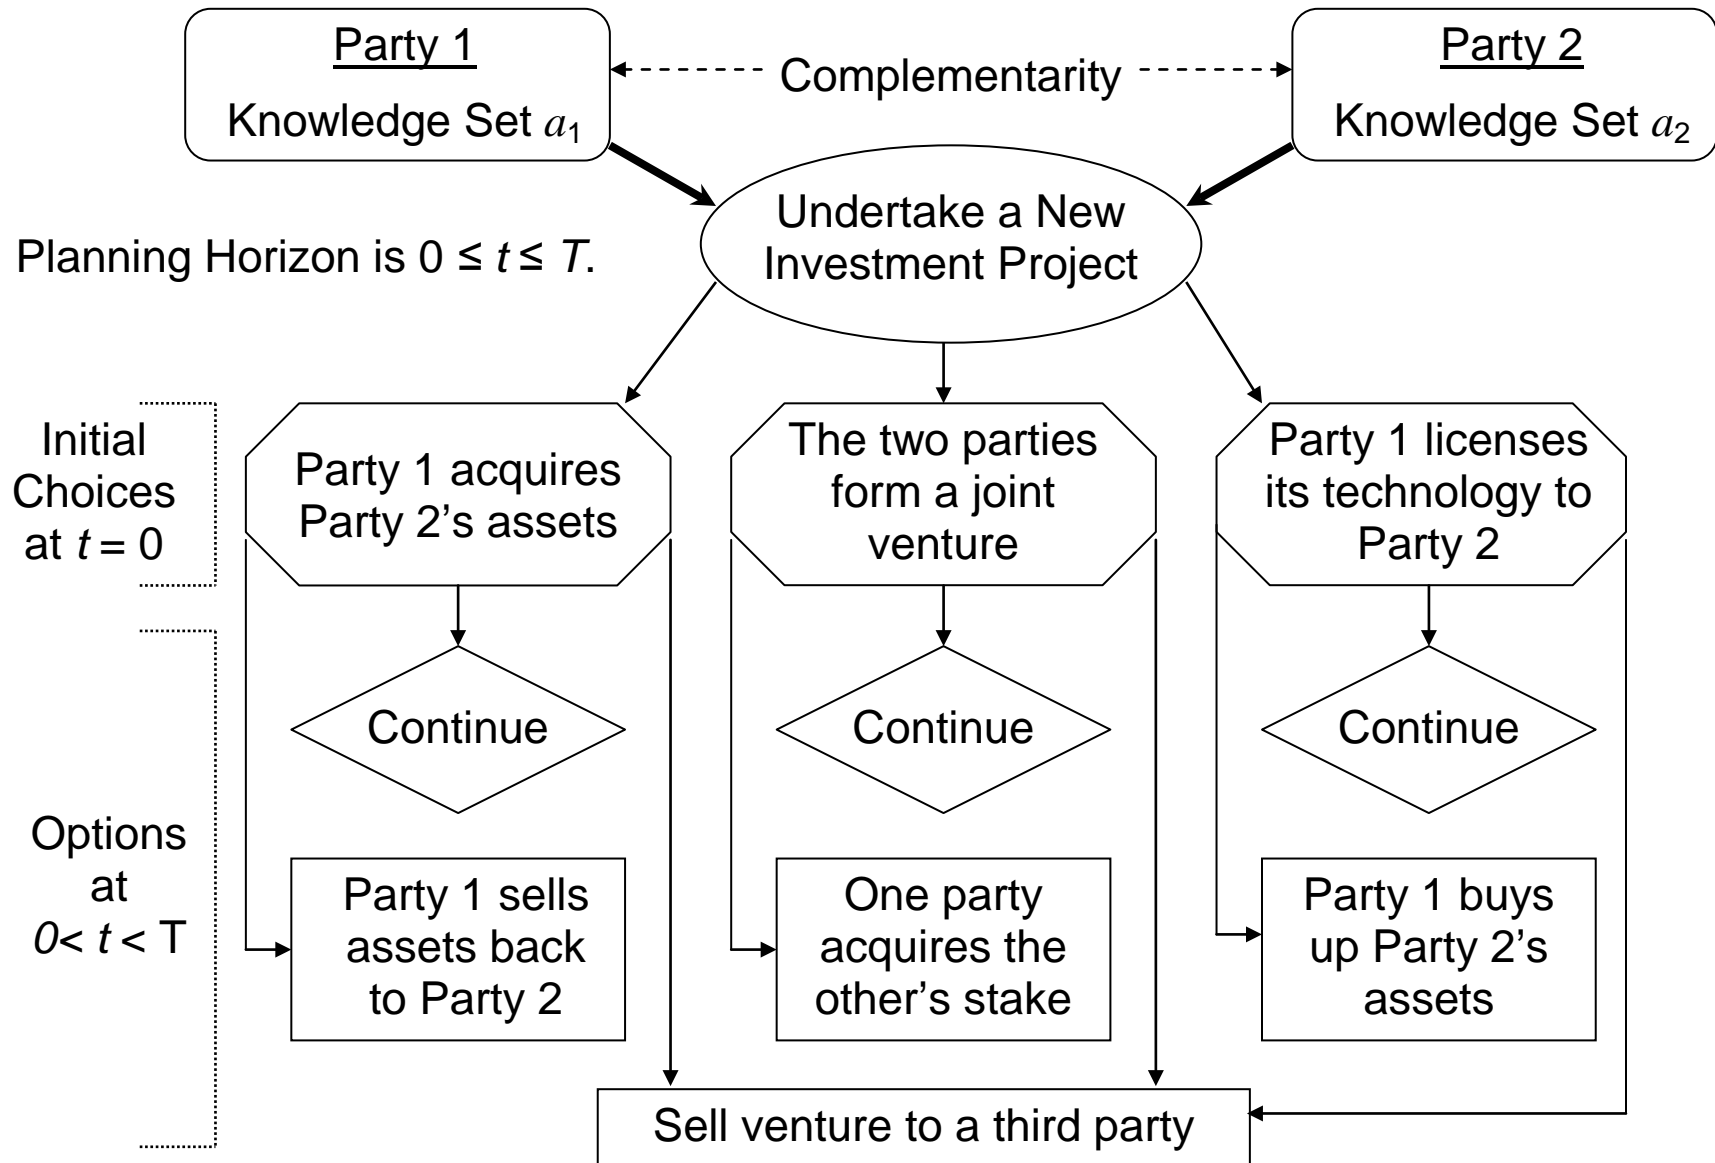 Party 1
Knowledge Set a₁
Complementarity
Party 2
Knowledge Set a₂
Undertake a New
Investment Project
Planning Horizon is 0 ≤ t ≤ T.
Initial
Choices
at t = 0
Party 1 acquires
Party 2’s assets
The two parties
form a joint
venture
Party 1 licenses
its technology to
Party 2
Continue
Continue
Continue
Options
at
0< t < T
Party 1 sells
assets back
to Party 2
One party
acquires the
other’s stake
Party 1 buys
up Party 2’s
assets
Sell venture to a third party